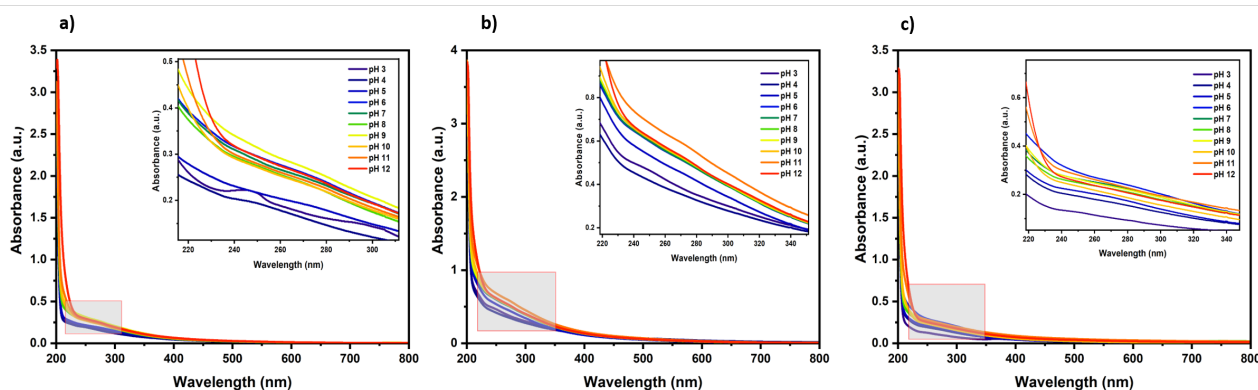 a)
b)
c)
3.5
3.0
2.5
2.0
1.5
1.0
0.5
0.0
200
300
400
500
600
700
800
Absorbance (a.u.)
Wavelength (nm)
0.5
0.4
0.3
0.2
220
240
260
280
300
Absorbance (a.u.)
Wavelength (nm)
pH 3
pH 4
pH 5
pH 6
pH 7
pH 8
pH 9
pH 10
pH 11
pH 12
4
3
2
1
0
200
300
400
500
600
700
800
Absorbance (a.u.)
Wavelength (nm)
0.8
0.6
0.4
0.2
220
240
260
280
300
320
340
Absorbance (a.u.)
Wavelength (nm)
pH 3
pH 4
pH 5
pH 6
pH 7
pH 8
pH 9
pH 10
pH 11
pH 12
3.5
3.0
2.5
2.0
1.5
1.0
0.5
0.0
200
300
400
500
600
700
800
Absorbance (a.u.)
Wavelength (nm)
0.6
0.4
0.2
220
240
260
280
300
320
340
Absorbance (a.u.)
Wavelength (nm)
pH 3
pH 4
pH 5
pH 6
pH 7
pH 8
pH 9
pH 10
pH 11
pH 12